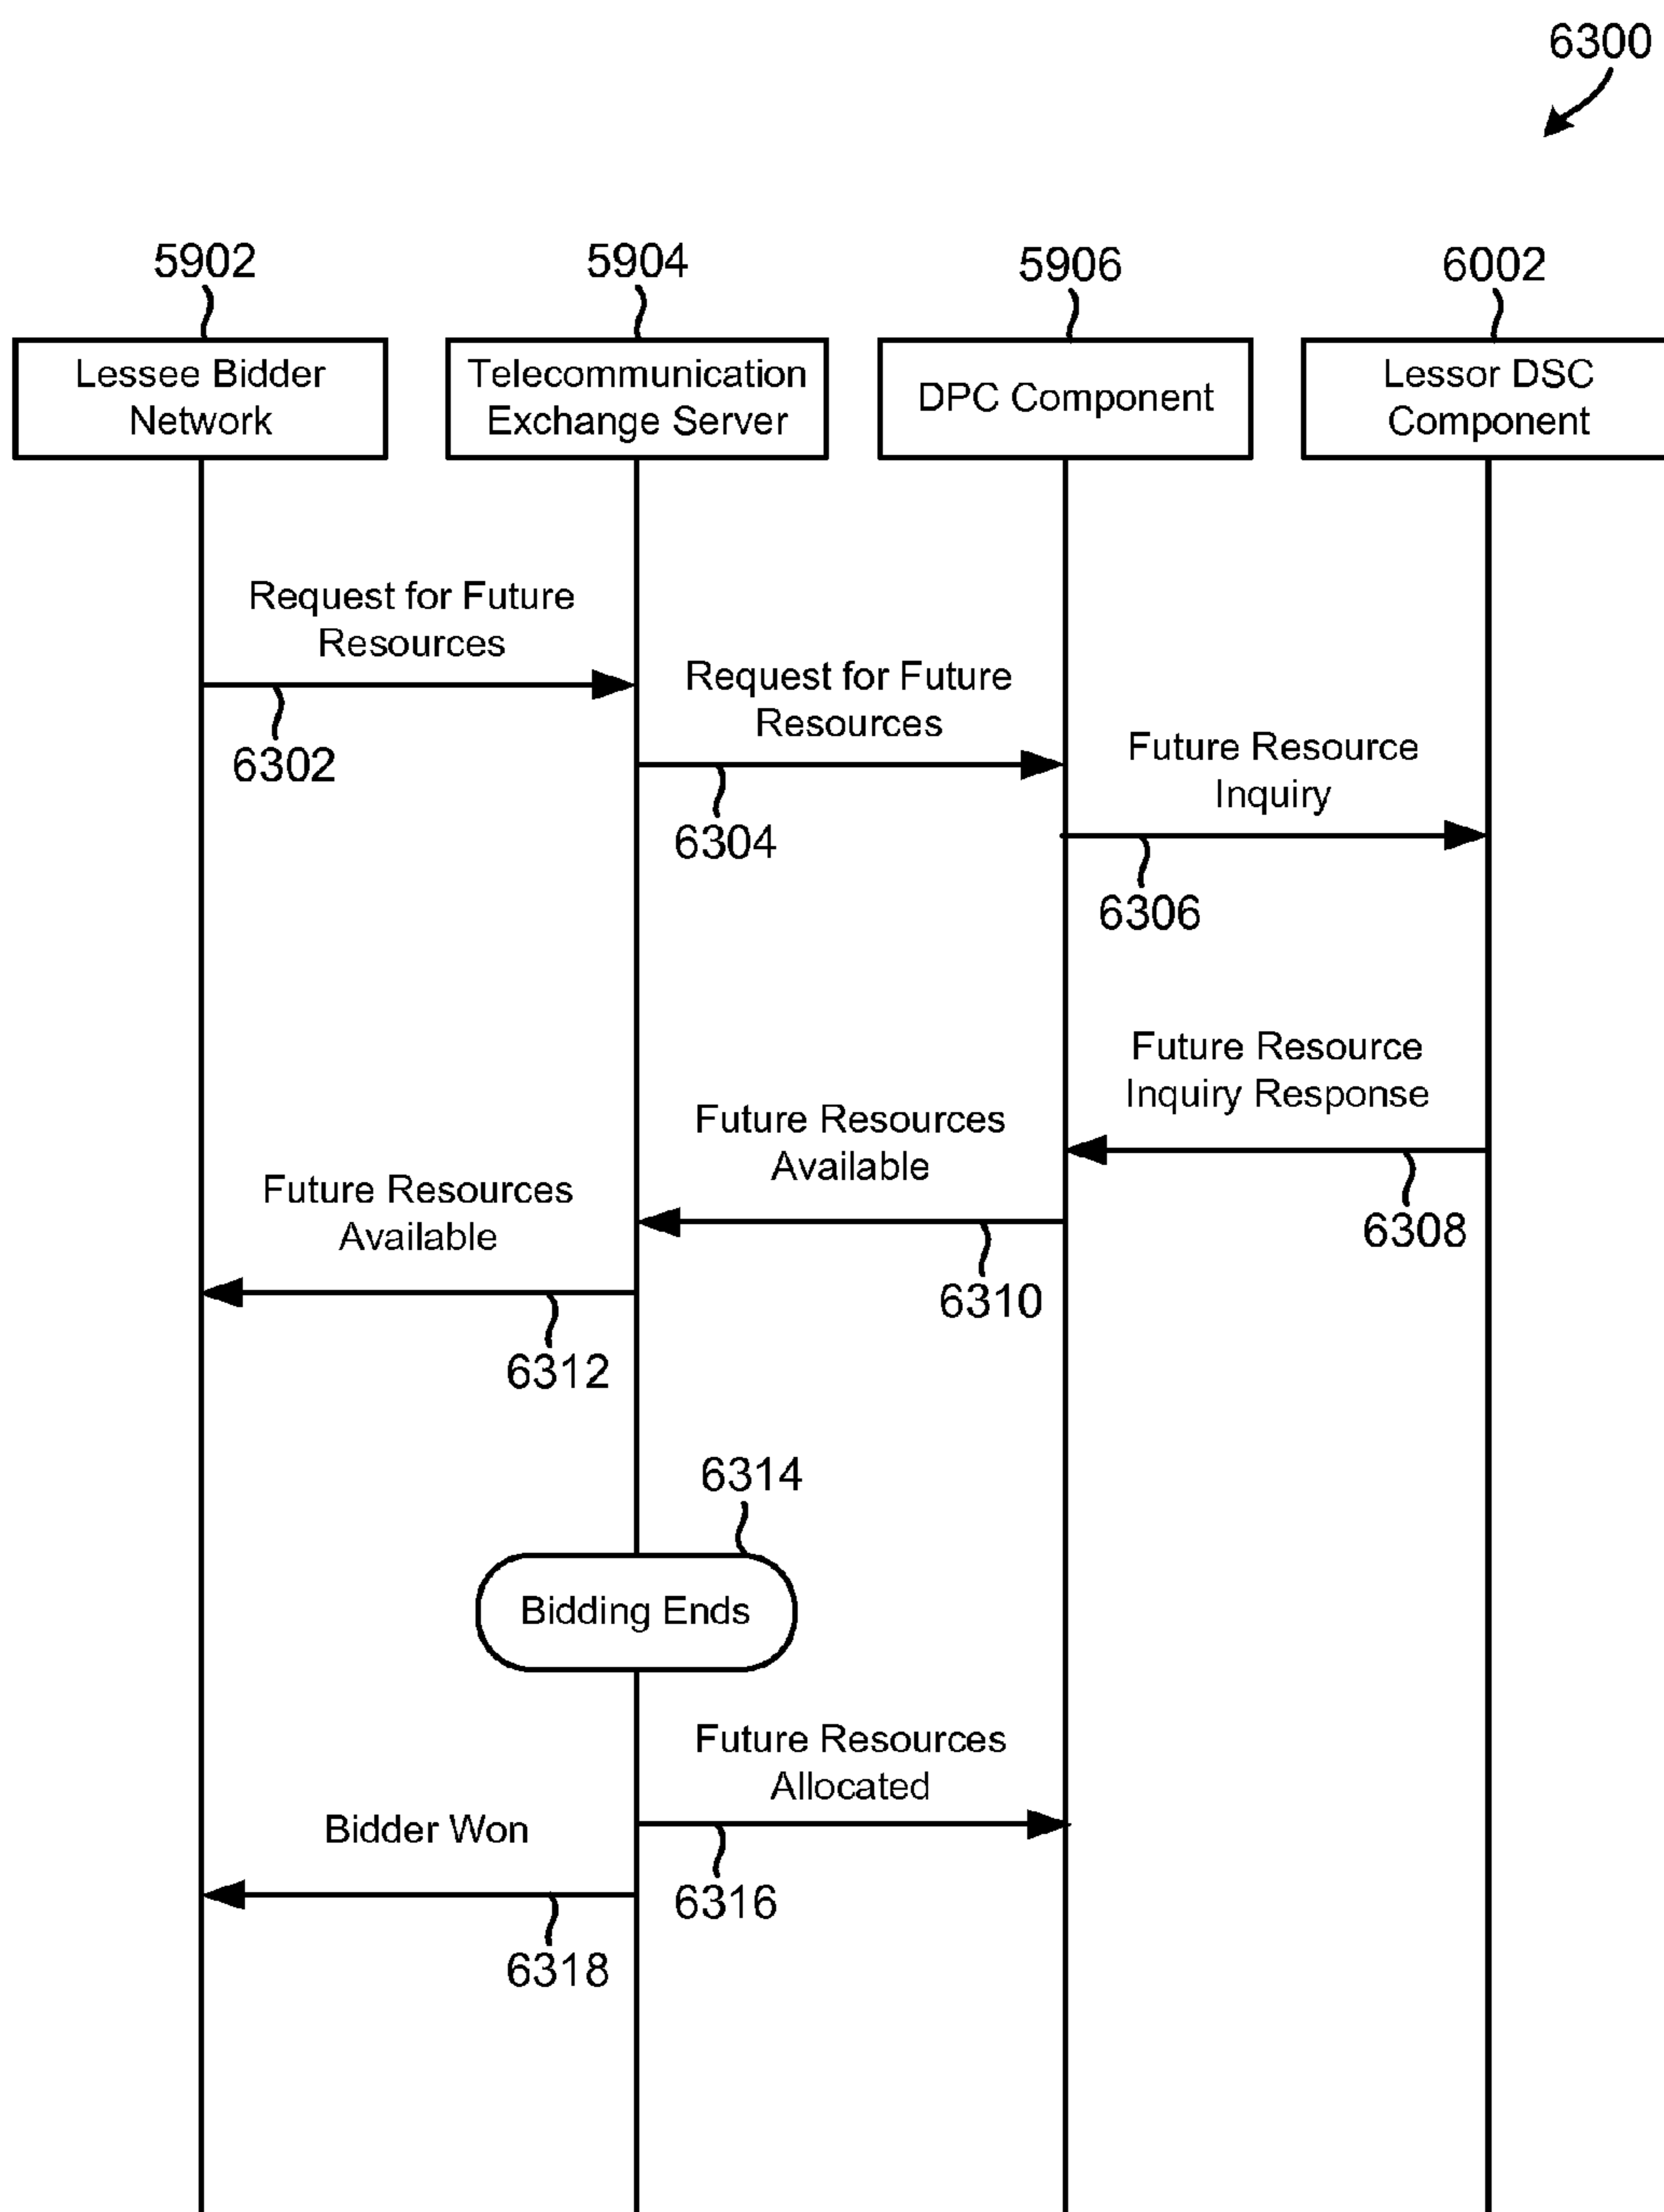 6300
5902
5904
5906
6002
Lessee Bidder
Network
Telecommunication
Exchange Server
DPC Component
Lessor DSC
Component
Request for Future
Resources
6302
Request for Future
Resources
6304
Future Resource
Inquiry
6306
Future Resource
Inquiry Response
6308
Future Resources
Available
6310
Future Resources
Available
6312
6314
Bidding Ends
Future Resources
Allocated
6316
Bidder Won
6318